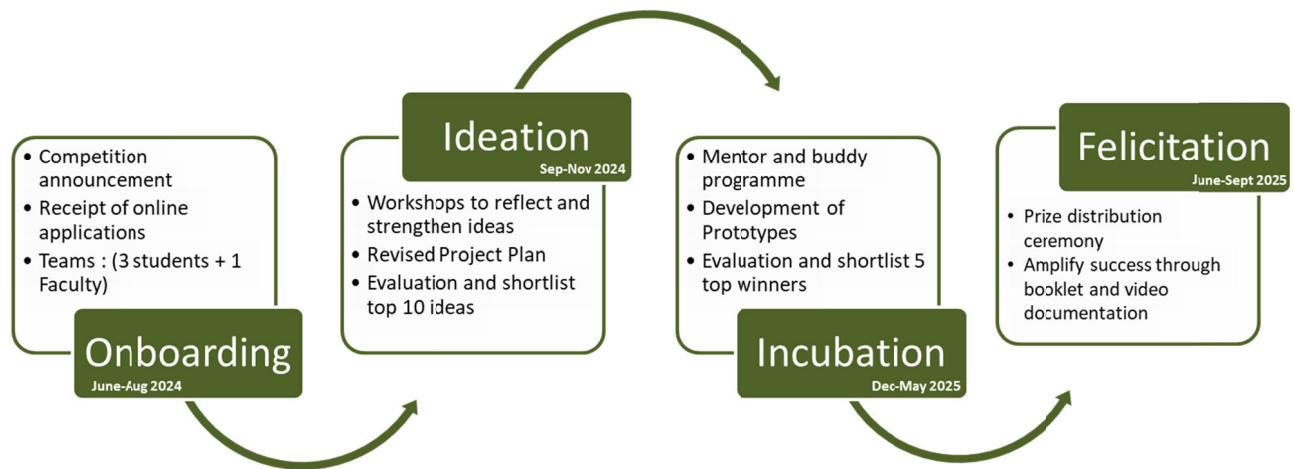 • Competition
announcement
• Receipt of online
applications
• Teams : (3 students + 1
Faculty)
Onboarding
June-Aug 2024
Ideation
Sep-Nov 2024
• Workshops to reflect and
strengthen ideas
• Revised Project Plan
• Evaluation and shortlist
top 10 ideas
• Mentor and buddy
programme
• Development of
Prototypes
• Evaluation and shortlist 5
top winners
Incubation
Dec-May 2025
Felicitation
June-Sept 2025
• Prize distribution
ceremony
• Amplify success through
booklet and video
documentation